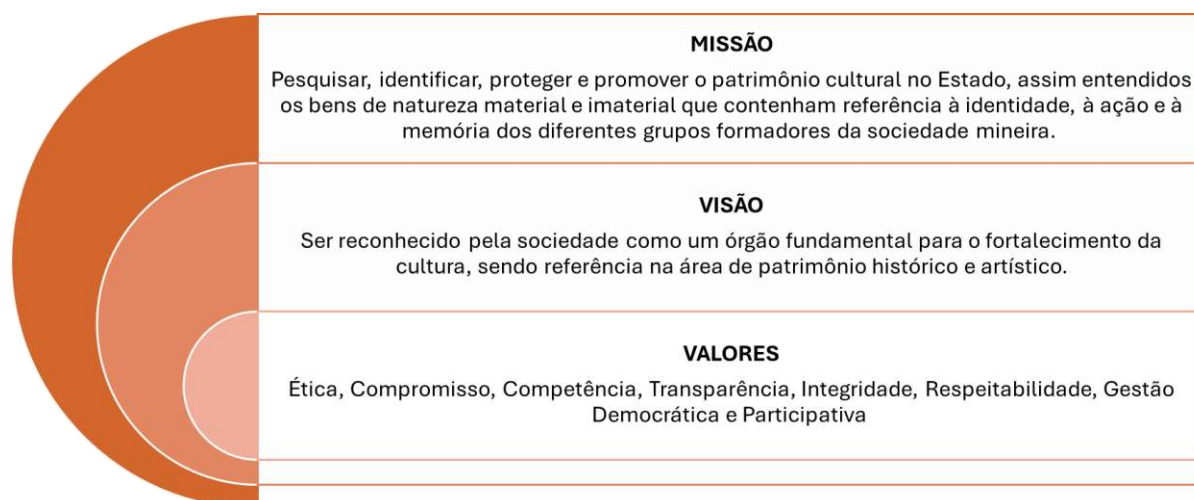 MISSÃO
Pesquisar, identificar, proteger e promover o patrimônio cultural no Estado, assim entendidos
os bens de natureza material e imaterial que contenham referência à identidade, à ação e à
memória dos diferentes grupos formadores da sociedade mineira.
VISÃO
Ser reconhecido pela sociedade como um órgão fundamental para o fortalecimento da
cultura, sendo referência na área de patrimônio histórico e artístico.
VALORES
Ética, Compromisso, Competência, Transparência, Integridade, Respeitabilidade, Gestão
Democrática e Participativa